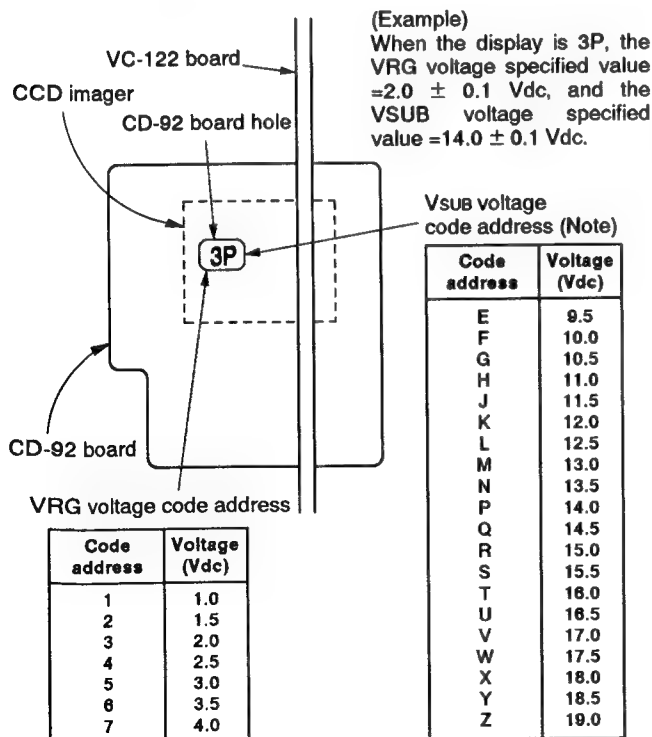 (Example)
When the display is 3P, the
VRG voltage specified value
=2.0 ± 0.1 Vdc, and the
VSUB voltage specified
value =14.0 ± 0.1 Vdc.
VC-122 board
CCD imager
CD-92 board hole
3P
VSUB voltage
code address (Note)
Code address Voltage (Vdc)
E 9.5
F 10.0
G 10.5
H 11.0
J 11.5
K 12.0
L 12.5
M 13.0
N 13.5
P 14.0
Q 14.5
R 15.0
S 15.5
T 16.0
U 16.5
V 17.0
W 17.5
X 18.0
Y 18.5
Z 19.0
CD-92 board
VRG voltage code address
Code address Voltage (Vdc)
1 1.0
2 1.5
3 2.0
4 2.5
5 3.0
6 3.5
7 4.0